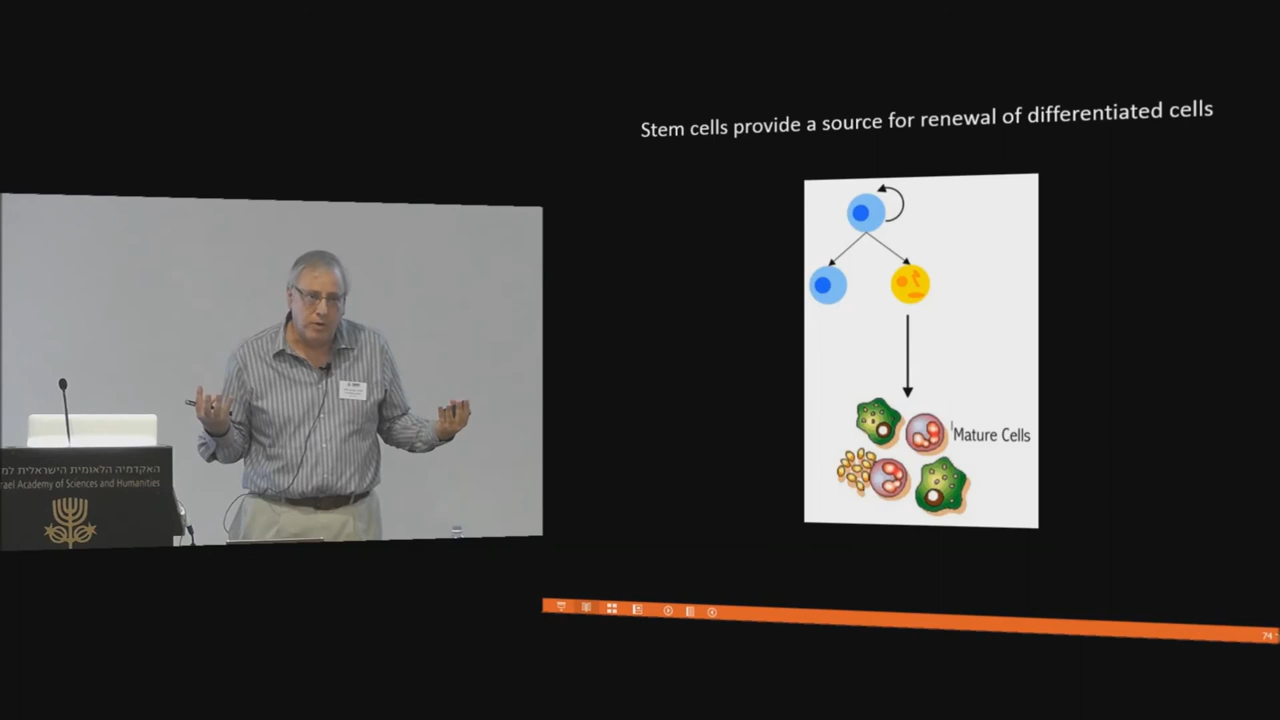 Stem cells provide a source for renewal of differentiated cells
Mature Cells
האקדמיה הלאומית הישראלית למ
rael Academy of Sciences and Humanities
74